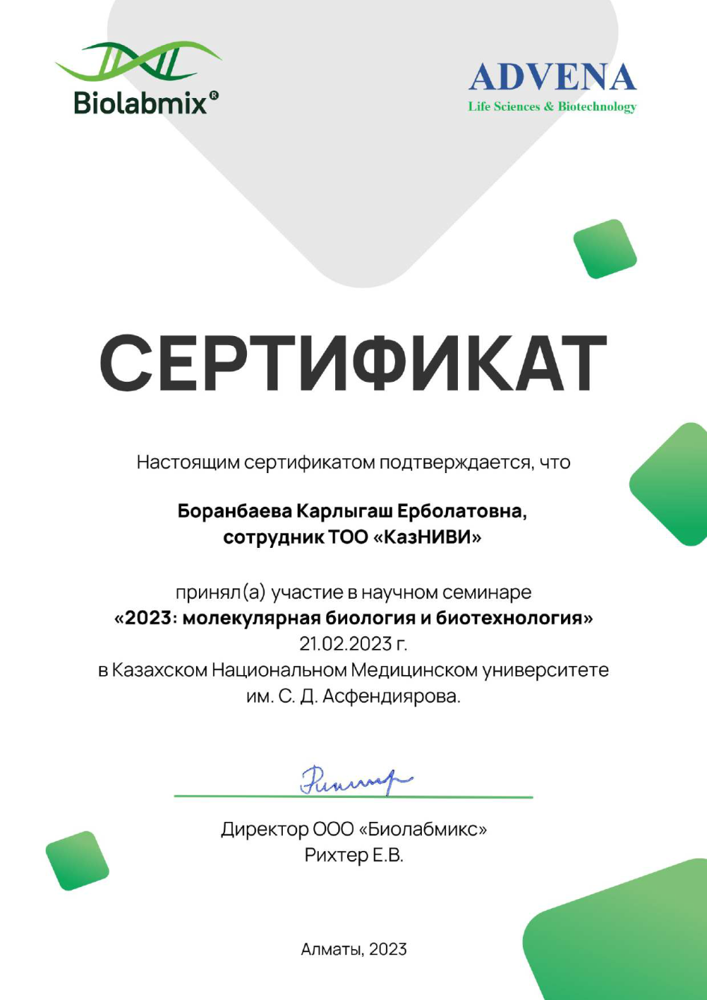 Biolabmix®
ADVENA
Life Sciences & Biotechnology
СЕРТИФИКАТ
Настоящим сертификатом подтверждается, что
Боранбаева Карлыгаш Ерболатовна,
сотрудник ТОО «КазНИВИ»
принял(а) участие в научном семинаре
«2023: молекулярная биология и биотехнология»
21.02.2023 г.
в Казахском Национальном Медицинском университете
им. С. Д. Асфендиярова.
Рихтер
Директор ООО «Биолабмикс»
Рихтер Е.В.
Алматы, 2023